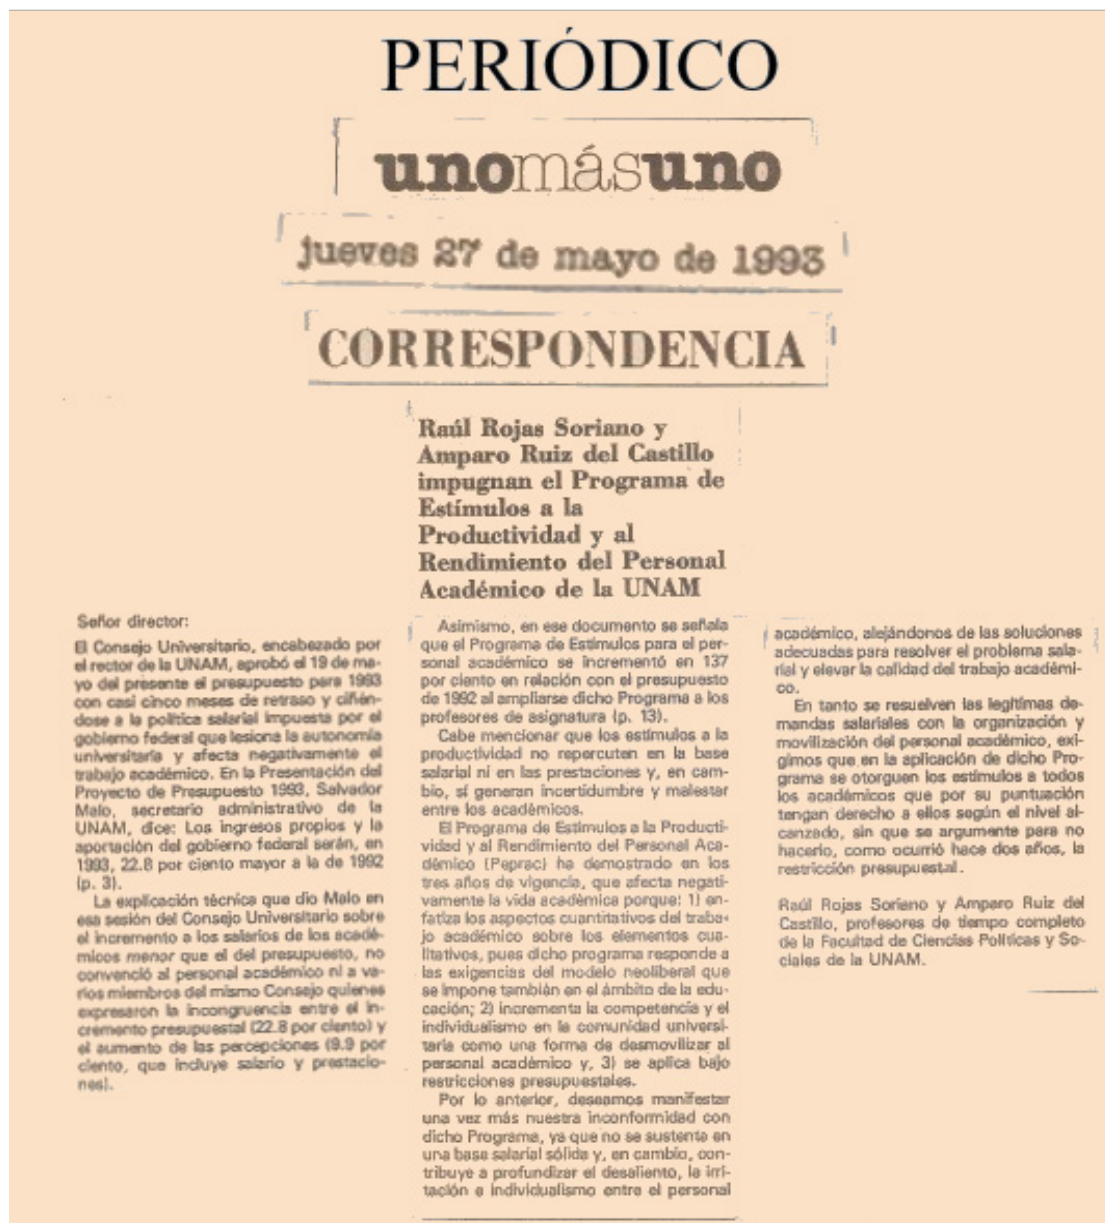 PERIÓDICO
unomásuno
jueves 27 de mayo de 1993
CORRESPONDENCIA
Raúl Rojas Soriano y
Amparo Ruiz del Castillo
impugnan el Programa de
Estímulos a la
Productividad y al
Rendimiento del Personal
Académico de la UNAM
Señor director:
El Consejo Universitario, encabezado por
el rector de la UNAM, aprobó el 19 de ma-
yo del presente el presupuesto para 1993
con casi cinco meses de retraso y ciñén-
dose a la política salarial impuesta por el
gobierno federal que lesiona la autonomía
universitaria y afecta negativamente el
trabajo académico. En la Presentación del
Proyecto de Presupuesto 1993, Salvador
Malo, secretario administrativo de la
UNAM, dice: Los ingresos propios y la
aportación del gobierno federal serán, en
1993, 22.8 por ciento mayor a la de 1992
(p. 3).
La explicación técnica que dio Malo en
esa sesión del Consejo Universitario sobre
el incremento a los salarios de los acadé-
micos menor que el del presupuesto, no
convenció al personal académico ni a va-
rios miembros del mismo Consejo quienes
expresaron la incongruencia entre el in-
cremento presupuestal (22.8 por ciento) y
el aumento de las percepciones (9.9 por
ciento, que incluye salario y prestacio-
nes).
Asimismo, en ese documento se señala
que el Programa de Estímulos para el per-
sonal académico se incrementó en 137
por ciento en relación con el presupuesto
de 1992 al ampliarse dicho Programa a los
profesores de asignatura (p. 13).
Cabe mencionar que los estímulos a la
productividad no repercuten en la base
salarial ni en las prestaciones y, en cam-
bio, sí generan incertidumbre y malestar
entre los académicos.
El Programa de Estímulos a la Producti-
vidad y al Rendimiento del Personal Aca-
démico (Peprac) ha demostrado en los
tres años de vigencia, que afecta negati-
vamente la vida académica porque: 1) en-
fatiza los aspectos cuantitativos del traba-
jo académico sobre los elementos cua-
litativos, pues dicho programa responde a
las exigencias del modelo neoliberal que
se impone también en el ámbito de la edu-
cación; 2) incrementa la competencia y el
individualismo en la comunidad universi-
taria como una forma de desmovilizar al
personal académico y, 3) se aplica bajo
restricciones presupuestales.
Por lo anterior, deseamos manifestar
una vez más nuestra inconformidad con
dicho Programa, ya que no se sustenta en
una base salarial sólida y, en cambio, con-
tribuye a profundizar el desaliento, la irri-
tación e individualismo entre el personal
académico, alejándonos de las soluciones
adecuadas para resolver el problema sala-
rial y elevar la calidad del trabajo académi-
co.
En tanto se resuelven las legítimas de-
mandas salariales con la organización y
movilización del personal académico, exi-
gimos que en la aplicación de dicho Pro-
grama se otorguen los estímulos a todos
los académicos que por su puntuación
tengan derecho a ellos según el nivel al-
canzado, sin que se argumente para no
hacerlo, como ocurrió hace dos años, la
restricción presupuestal.
Raúl Rojas Soriano y Amparo Ruiz del
Castillo, profesores de tiempo completo
de la Facultad de Ciencias Políticas y So-
ciales de la UNAM.